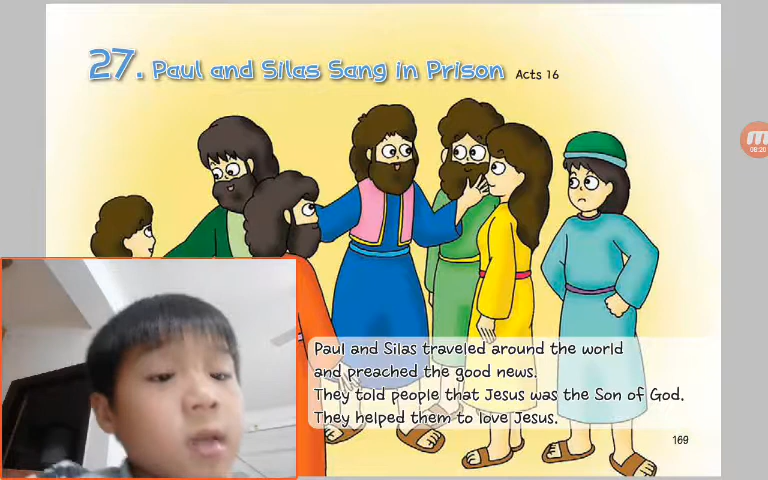 27. Paul and Silas Sang in Prison Acts 16
Paul and Silas traveled around the world
and preached the good news.
They told people that Jesus was the Son of God.
They helped them to love Jesus.
169
08:20